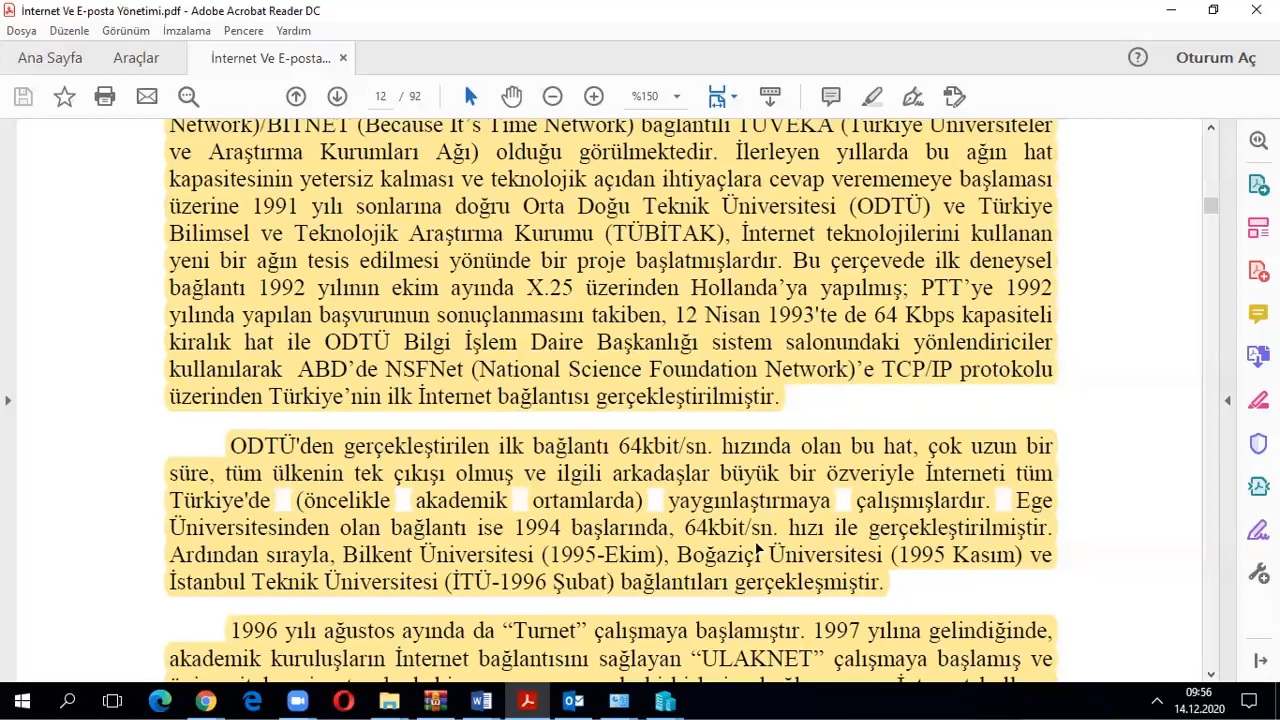 İnternet Ve E-posta Yönetimi.pdf - Adobe Acrobat Reader DC
Dosya Düzenle Görünüm İmzalama Pencere Yardım
Ana Sayfa Araçlar İnternet Ve E-posta... × Oturum Aç
12 / 92 %150
Network)/BITNET (Because It's Time Network) bağlantılı TÜVEKA (Türkiye Üniversiteler
ve Araştırma Kurumları Ağı) olduğu görülmektedir. İlerleyen yıllarda bu ağın hat
kapasitesinin yetersiz kalması ve teknolojik açıdan ihtiyaçlara cevap verememeye başlaması
üzerine 1991 yılı sonlarına doğru Orta Doğu Teknik Üniversitesi (ODTÜ) ve Türkiye
Bilimsel ve Teknolojik Araştırma Kurumu (TÜBİTAK), İnternet teknolojilerini kullanan
yeni bir ağın tesis edilmesi yönünde bir proje başlatmışlardır. Bu çerçevede ilk deneysel
bağlantı 1992 yılının ekim ayında X.25 üzerinden Hollanda'ya yapılmış; PTT'ye 1992
yılında yapılan başvurunun sonuçlanmasını takiben, 12 Nisan 1993'te de 64 Kbps kapasiteli
kiralık hat ile ODTÜ Bilgi İşlem Daire Başkanlığı sistem salonundaki yönlendiriciler
kullanılarak ABD'de NSFNet (National Science Foundation Network)'e TCP/IP protokolu
üzerinden Türkiye'nin ilk İnternet bağlantısı gerçekleştirilmiştir.
ODTÜ'den gerçekleştirilen ilk bağlantı 64kbit/sn. hızında olan bu hat, çok uzun bir
süre, tüm ülkenin tek çıkışı olmuş ve ilgili arkadaşlar büyük bir özveriyle İnterneti tüm
Türkiye'de (öncelikle akademik ortamlarda) yaygınlaştırmaya çalışmışlardır. Ege
Üniversitesinden olan bağlantı ise 1994 başlarında, 64kbit/sn. hızı ile gerçekleştirilmiştir.
Ardından sırayla, Bilkent Üniversitesi (1995-Ekim), Boğaziçi Üniversitesi (1995 Kasım) ve
İstanbul Teknik Üniversitesi (İTÜ-1996 Şubat) bağlantıları gerçekleşmiştir.
1996 yılı ağustos ayında da “Turnet” çalışmaya başlamıştır. 1997 yılına gelindiğinde,
akademik kuruluşların İnternet bağlantısını sağlayan “ULAKNET” çalışmaya başlamış ve
09:56
14.12.2020